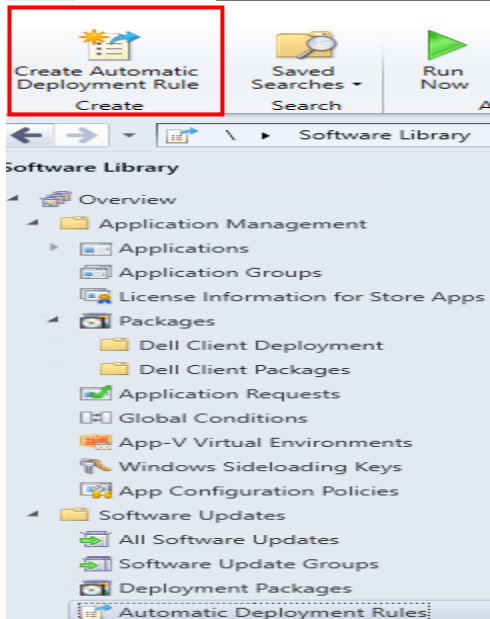 Create Automatic
Deployment Rule
Create
Saved
Searches
Search
Run
Now
A
\ Software Library
Software Library
Overview
Application Management
Applications
Application Groups
License Information for Store Apps
Packages
Dell Client Deployment
Dell Client Packages
Application Requests
Global Conditions
App-V Virtual Environments
Windows Sideloading Keys
App Configuration Policies
Software Updates
All Software Updates
Software Update Groups
Deployment Packages
Automatic Deployment Rules